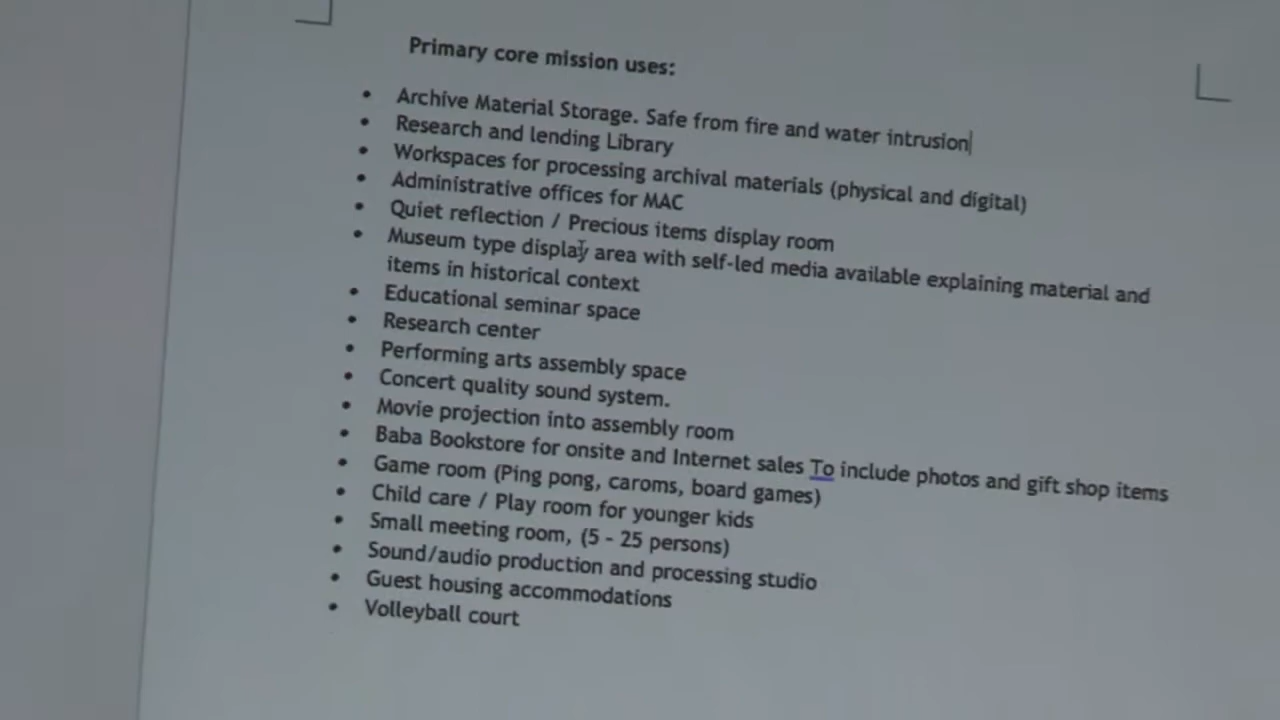 Primary core mission uses:
• Archive Material Storage. Safe from fire and water intrusion
• Research and lending Library
• Workspaces for processing archival materials (physical and digital)
• Administrative offices for MAC
• Quiet reflection / Precious items display room
• Museum type display area with self-led media available explaining material and
items in historical context
• Educational seminar space
• Research center
• Performing arts assembly space
• Concert quality sound system.
• Movie projection into assembly room
• Baba Bookstore for onsite and Internet sales To include photos and gift shop items
• Game room (Ping pong, caroms, board games)
• Child care / Play room for younger kids
• Small meeting room, (5 - 25 persons)
• Sound/audio production and processing studio
• Guest housing accommodations
• Volleyball court